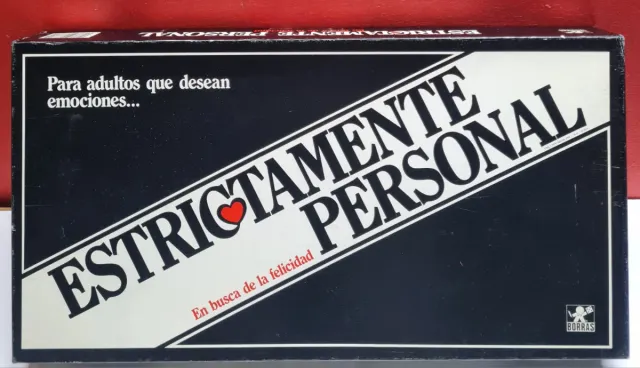 ESTRICTAMENTE PERSONAL
Para adultos que desean
emociones...
ESTRICTAMENTE
PERSONAL
En busca de la felicidad
BORRAS